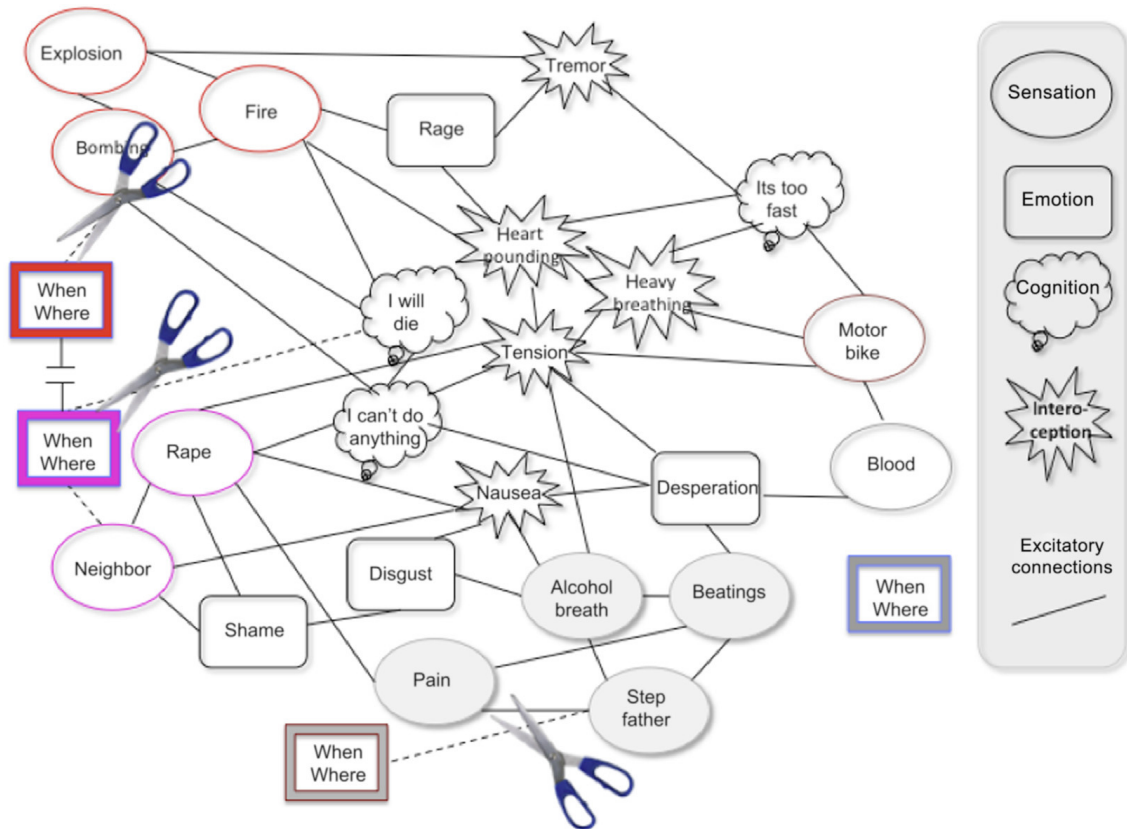 Explosion
Tremor
Fire
Rage
Bombing
Its too
fast
Heart
pounding
Heavy
breathing
When
Where
I will
die
Motor
bike
Tension
I can't do
anything
When
Where
Rape
Blood
Nausea
Desperation
Neighbor
Disgust
Alcohol
breath
Beatings
When
Where
Shame
Pain
Step
father
When
Where
Sensation
Emotion
Cognition
Intero-
ception
Excitatory
connections